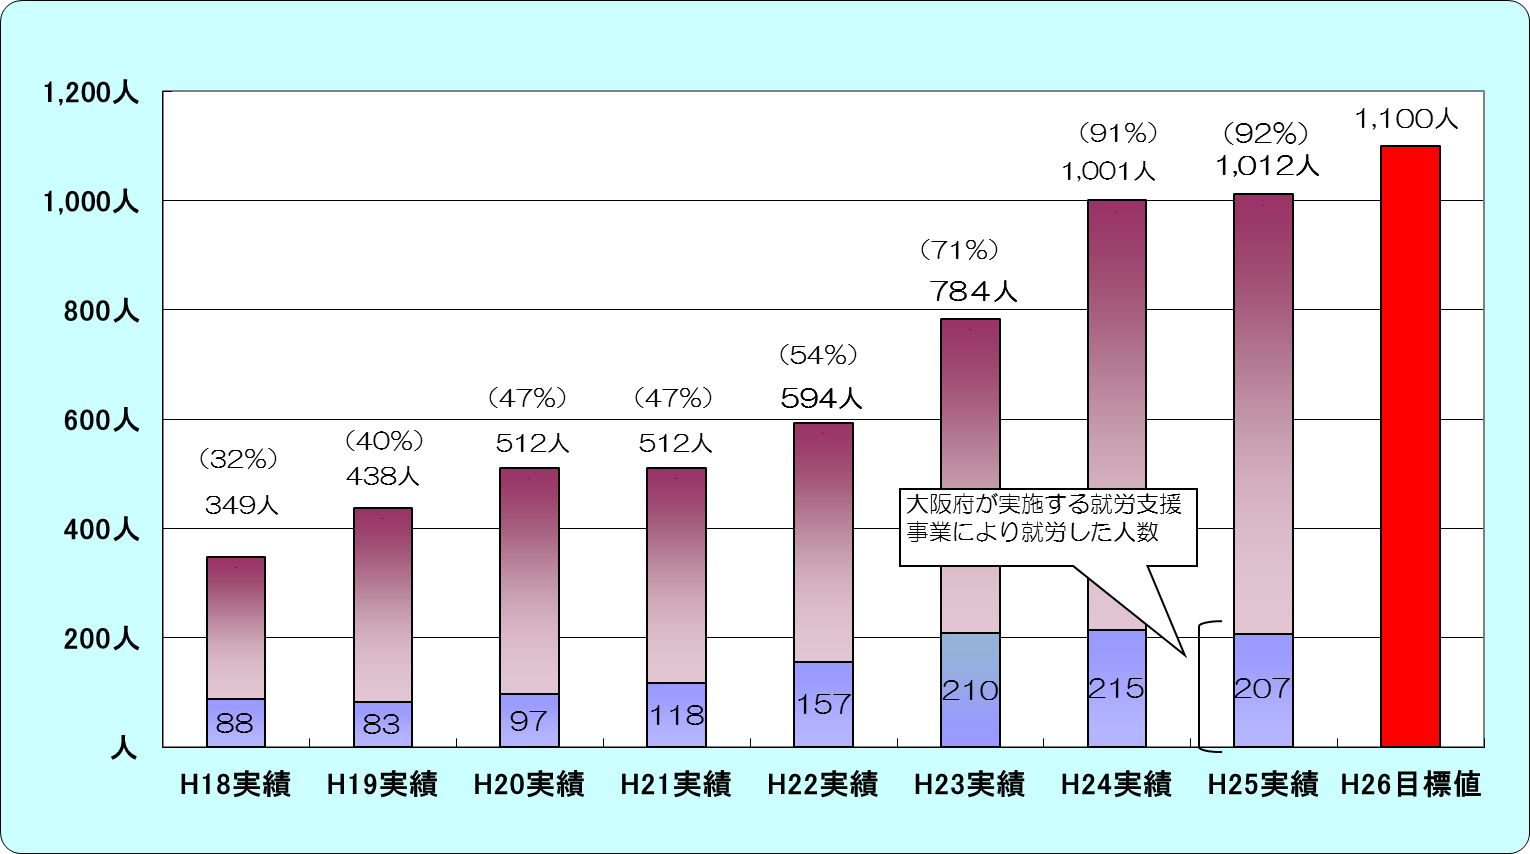 1,200人
1,000人
800人
600人
400人
200人
人
(32%)
349人
(40%)
438人
(47%)
512人
(47%)
512人
(54%)
594人
(71%)
784人
(91%)
1,001人
(92%)
1,012人
1,100人
大阪府が実施する就労支援
事業により就労した人数
88
83
97
118
157
210
215
207
H18実績
H19実績
H20実績
H21実績
H22実績
H23実績
H24実績
H25実績
H26目標値